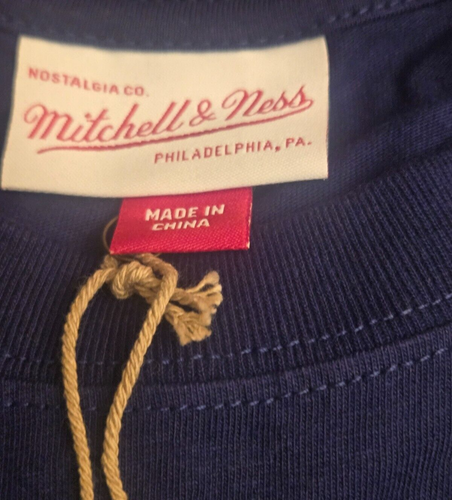 NOSTALGIA CO.
Mitchell & Ness
PHILADELPHIA, PA.
MADE IN
CHINA